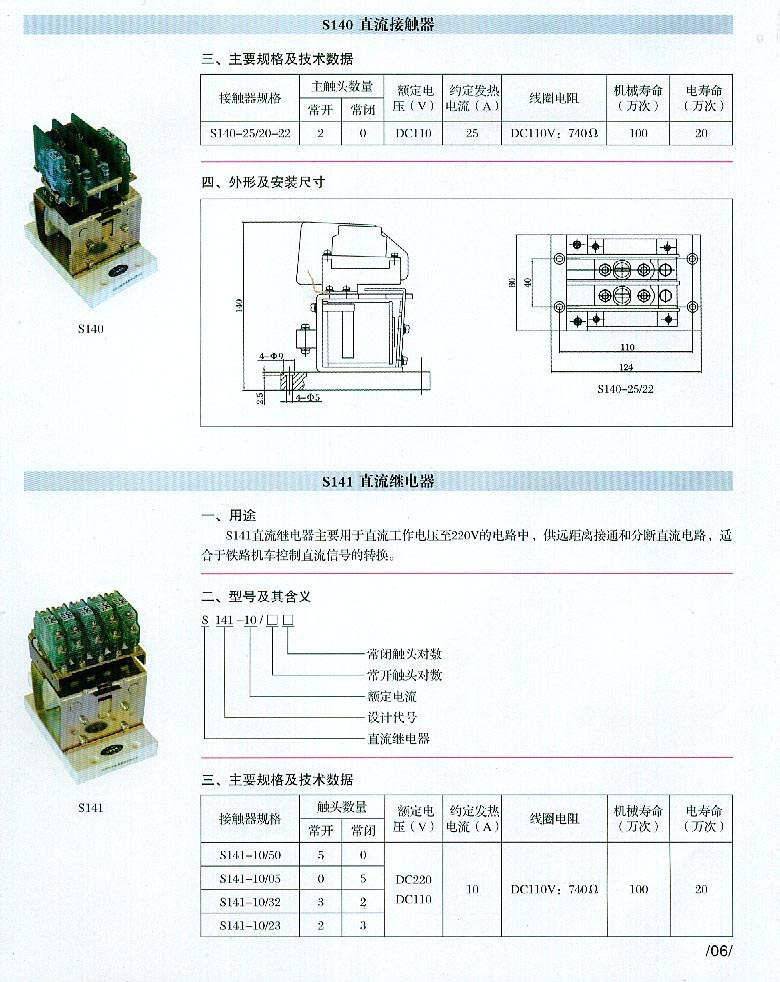 S140 直流接触器
三、主要规格及技术数据
接触器规格 主触头数量 额定电压（V） 约定发热电流（A） 线圈电阻 机械寿命（万次） 电寿命（万次）
常开 常闭
S140-25/20-22 2 0 DC110 25 DC110V：740Ω 100 20
四、外形及安装尺寸
S140
140
4-Φ9
2.5
4-Φ5
80
40
110
124
S140-25/22
S141 直流继电器
一、用途
S141直流继电器主要用于直流工作电压至220V的电路中，供远距离接通和分断直流电路，适
合于铁路机车控制直流信号的转换。
二、型号及其含义
S 141-10/□□
常闭触头对数
常开触头对数
额定电流
设计代号
直流继电器
S141
三、主要规格及技术数据
接触器规格 触头数量 额定电压（V） 约定发热电流（A） 线圈电阻 机械寿命（万次） 电寿命（万次）
常开 常闭
S141-10/50 5 0
S141-10/05 0 5 DC220
10 DC110V：740Ω 100 20
S141-10/32 3 2 DC110
S141-10/23 2 3
/06/